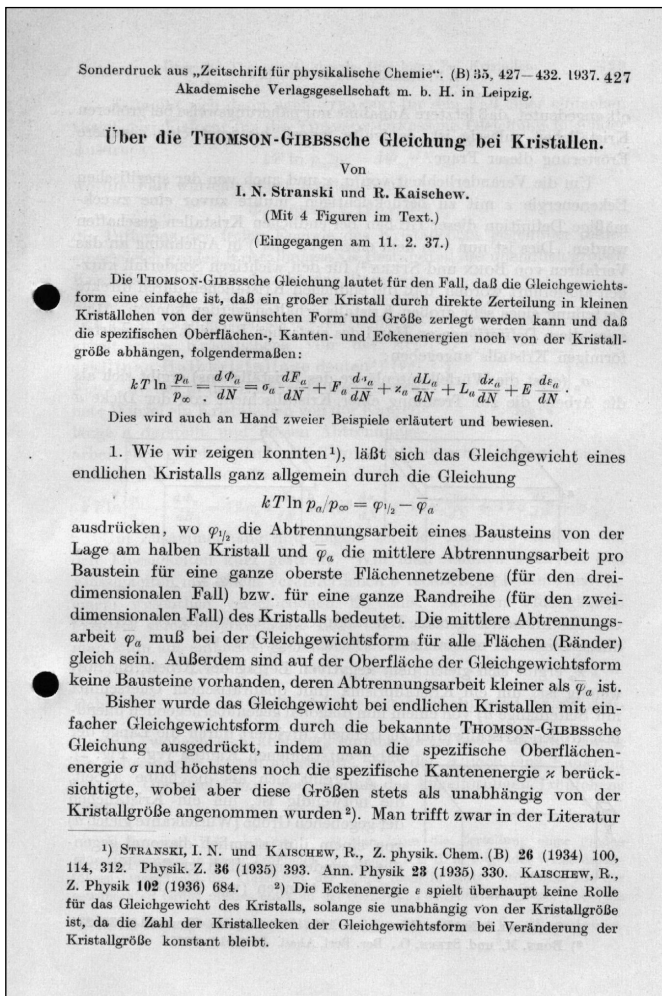 Sonderdruck aus „Zeitschrift für physikalische Chemie“. (B) 35, 427—432. 1937. 427
Akademische Verlagsgesellschaft m. b. H. in Leipzig.
Über die THOMSON-GIBBSsche Gleichung bei Kristallen.
Von
I. N. Stranski und R. Kaischew.
(Mit 4 Figuren im Text.)
(Eingegangen am 11. 2. 37.)
Die THOMSON-GIBBSsche Gleichung lautet für den Fall, daß die Gleichgewichts-
form eine einfache ist, daß ein großer Kristall durch direkte Zerteilung in kleinen
Kriställchen von der gewünschten Form und Größe zerlegt werden kann und daß
die spezifischen Oberflächen-, Kanten- und Eckenenergien noch von der Kristall-
größe abhängen, folgendermaßen:
kT ln p_a/p_∞ = dΦ_a/dN = σ_a dF_a/dN + F_a dσ_a/dN + ϰ_a dL_a/dN + L_a dϰ_a/dN + E dε_a/dN .
Dies wird auch an Hand zweier Beispiele erläutert und bewiesen.
1. Wie wir zeigen konnten¹), läßt sich das Gleichgewicht eines
endlichen Kristalls ganz allgemein durch die Gleichung
kT ln p_a/p_∞ = φ_{1/2} − φ̅_a
ausdrücken, wo φ_{1/2} die Abtrennungsarbeit eines Bausteins von der
Lage am halben Kristall und φ̅_a die mittlere Abtrennungsarbeit pro
Baustein für eine ganze oberste Flächennetzebene (für den drei-
dimensionalen Fall) bzw. für eine ganze Randreihe (für den zwei-
dimensionalen Fall) des Kristalls bedeutet. Die mittlere Abtrennungs-
arbeit φ̅_a muß bei der Gleichgewichtsform für alle Flächen (Ränder)
gleich sein. Außerdem sind auf der Oberfläche der Gleichgewichtsform
keine Bausteine vorhanden, deren Abtrennungsarbeit kleiner als φ̅_a ist.
Bisher wurde das Gleichgewicht bei endlichen Kristallen mit ein-
facher Gleichgewichtsform durch die bekannte THOMSON-GIBBSsche
Gleichung ausgedrückt, indem man die spezifische Oberflächen-
energie σ und höchstens noch die spezifische Kantenenergie ϰ berück-
sichtigte, wobei aber diese Größen stets als unabhängig von der
Kristallgröße angenommen wurden²). Man trifft zwar in der Literatur
¹) STRANSKI, I. N. und KAISCHEW, R., Z. physik. Chem. (B) 26 (1934) 100,
114, 312. Physik. Z. 36 (1935) 393. Ann. Physik 23 (1935) 330. KAISCHEW, R.,
Z. Physik 102 (1936) 684. ²) Die Eckenenergie ε spielt überhaupt keine Rolle
für das Gleichgewicht des Kristalls, solange sie unabhängig von der Kristallgröße
ist, da die Zahl der Kristallecken der Gleichgewichtsform bei Veränderung der
Kristallgröße konstant bleibt.